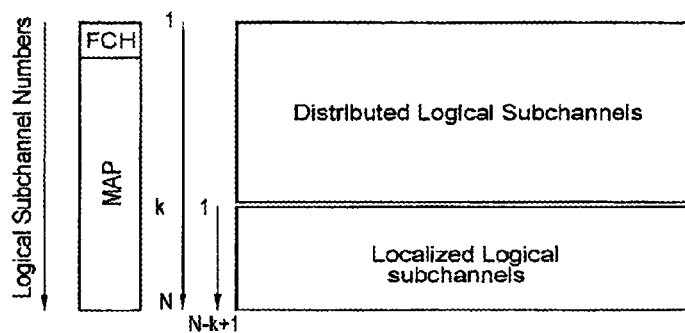 Logical Subchannel Numbers
FCH
MAP
1
k
N
1
N-k+1
Distributed Logical Subchannels
Localized Logical
subchannels